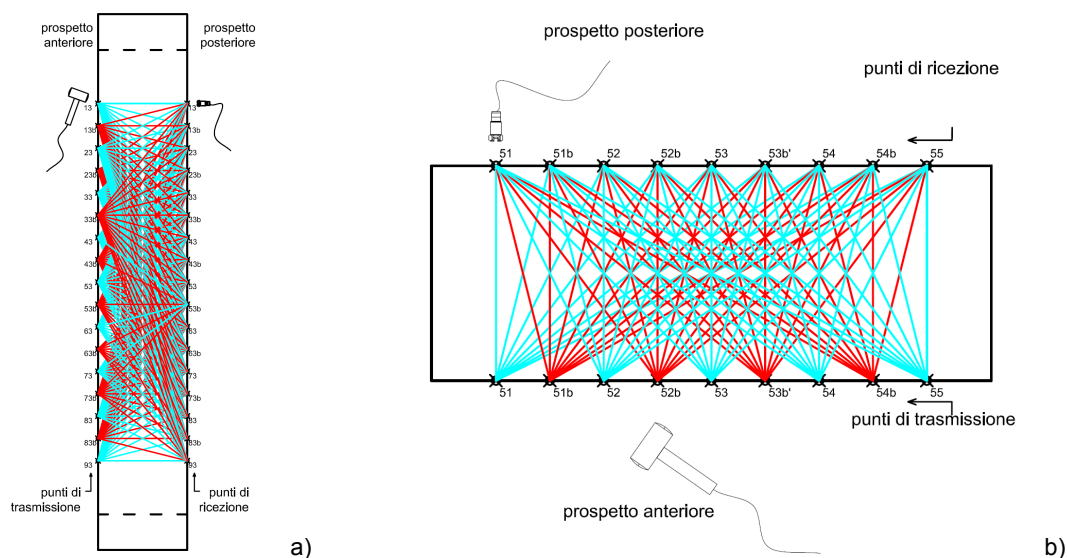 prospetto
anteriore
prospetto
posteriore
13 13
13b 13b
23 23
23b 23b
33 33
33b 33b
43 43
43b 43b
53 53
53b 53b
63 63
63b 63b
73 73
73b 73b
83 83
83b 83b
93 93
punti di
trasmissione
punti di
ricezione
a)
prospetto posteriore
punti di ricezione
51 51b 52 52b 53 53b' 54 54b 55
51 51b 52 52b 53 53b' 54 54b 55
punti di trasmissione
prospetto anteriore
b)